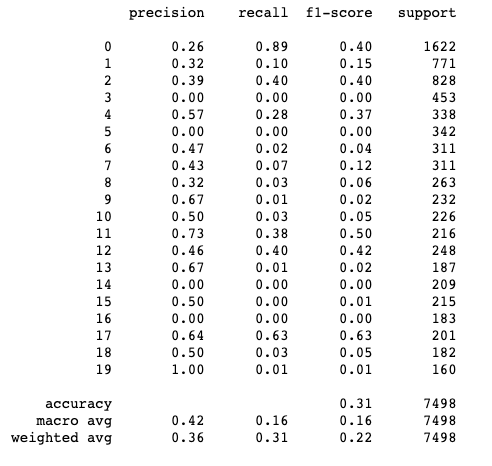 precision recall f1-score support
0 0.26 0.89 0.40 1622
1 0.32 0.10 0.15 771
2 0.39 0.40 0.40 828
3 0.00 0.00 0.00 453
4 0.57 0.28 0.37 338
5 0.00 0.00 0.00 342
6 0.47 0.02 0.04 311
7 0.43 0.07 0.12 311
8 0.32 0.03 0.06 263
9 0.67 0.01 0.02 232
10 0.50 0.03 0.05 226
11 0.73 0.38 0.50 216
12 0.46 0.40 0.42 248
13 0.67 0.01 0.02 187
14 0.00 0.00 0.00 209
15 0.50 0.00 0.01 215
16 0.00 0.00 0.00 183
17 0.64 0.63 0.63 201
18 0.50 0.03 0.05 182
19 1.00 0.01 0.01 160
accuracy 0.31 7498
macro avg 0.42 0.16 0.16 7498
weighted avg 0.36 0.31 0.22 7498